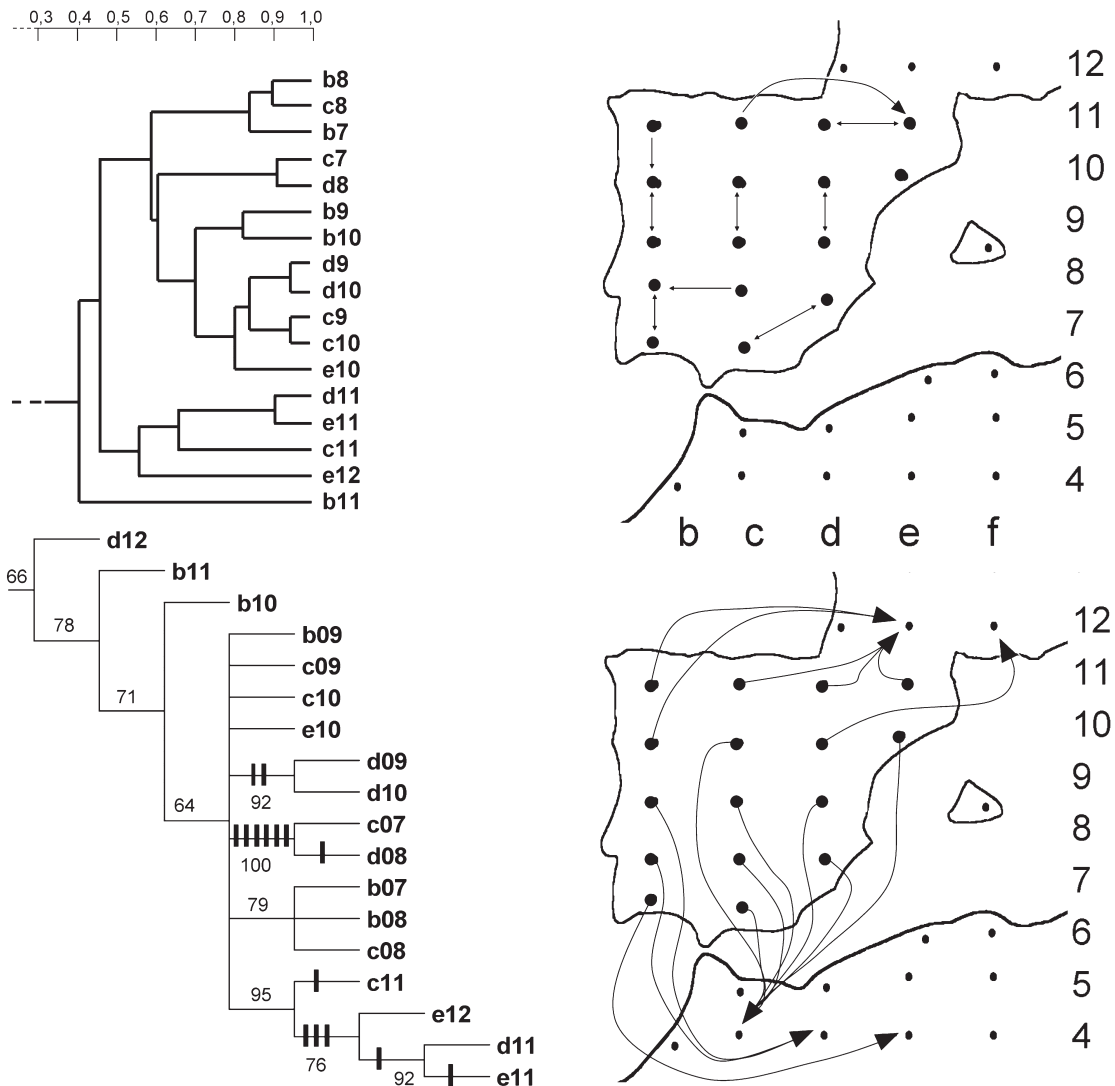 0,3 0,4 0,5 0,6 0,7 0,8 0,9 1,0
b8
c8
b7
c7
d8
b9
b10
d9
d10
c9
c10
e10
d11
e11
c11
e12
b11
12
11
10
9
8
7
6
5
4
b c d e f
66
d12
78
b11
71
b10
64
b09
c09
c10
e10
92
d09
d10
100
c07
d08
79
b07
b08
c08
95
c11
76
e12
92
d11
e11
12
11
10
9
8
7
6
5
4